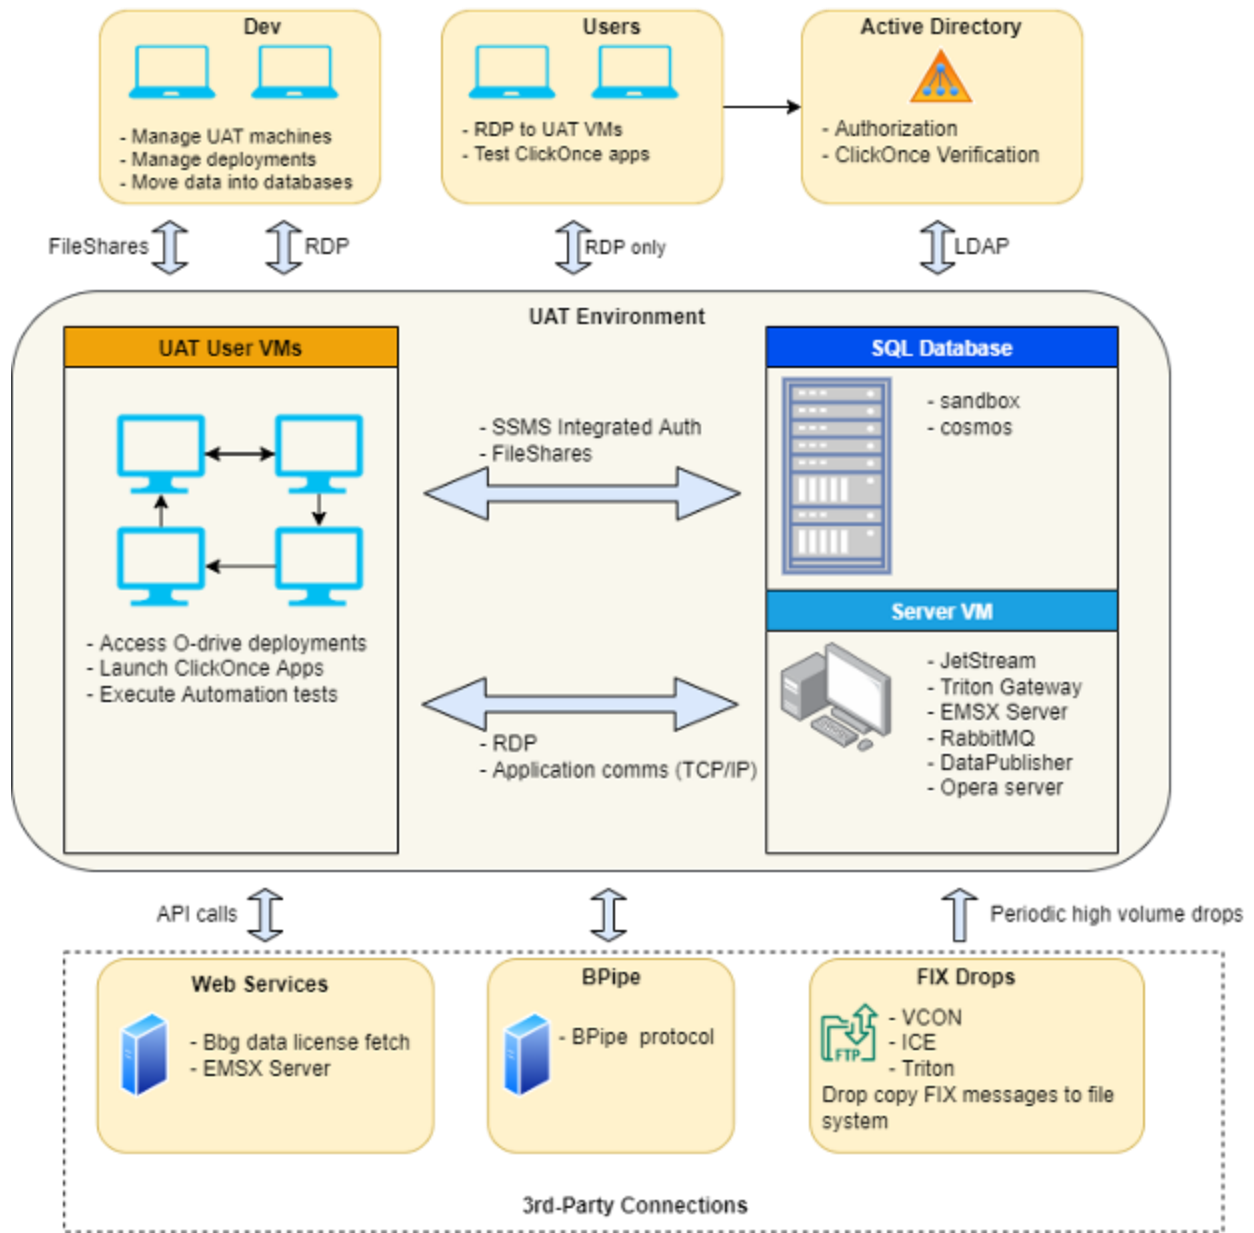 Dev
- Manage UAT machines
- Manage deployments
- Move data into databases
Users
- RDP to UAT VMs
- Test ClickOnce apps
Active Directory
- Authorization
- ClickOnce Verification
FileShares
RDP
RDP only
LDAP
UAT Environment
UAT User VMs
- Access O-drive deployments
- Launch ClickOnce Apps
- Execute Automation tests
- SSMS Integrated Auth
- FileShares
- RDP
- Application comms (TCP/IP)
SQL Database
- sandbox
- cosmos
Server VM
- JetStream
- Triton Gateway
- EMSX Server
- RabbitMQ
- DataPublisher
- Opera server
API calls
Periodic high volume drops
Web Services
- Bbg data license fetch
- EMSX Server
BPipe
- BPipe protocol
FIX Drops
FTP
- VCON
- ICE
- Triton
Drop copy FIX messages to file
system
3rd-Party Connections